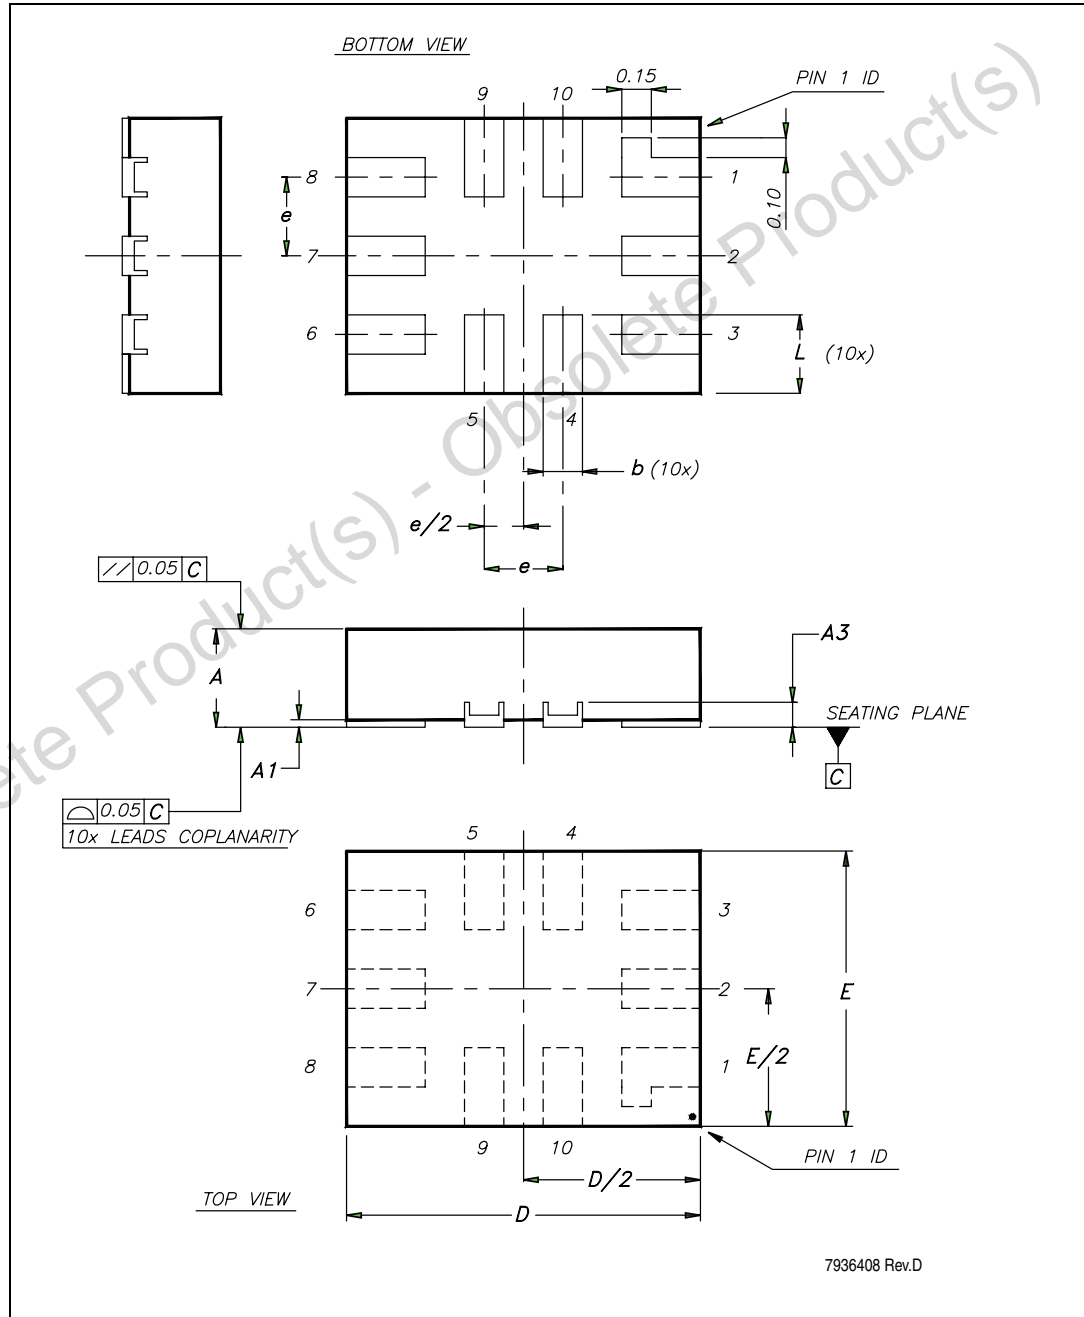 BOTTOM VIEW
0.15
PIN 1 ID
9
10
8
1
0.10
e
7
2
6
3
L (10x)
5
4
b (10x)
e/2
e
// 0.05 C
A
A3
SEATING PLANE
C
A1
0.05 C
10x LEADS COPLANARITY
5
4
6
3
7
2
E
8
1
E/2
9
10
PIN 1 ID
D/2
TOP VIEW
D
7936408 Rev.D
ete Product(s) - Obsolete Product(s)